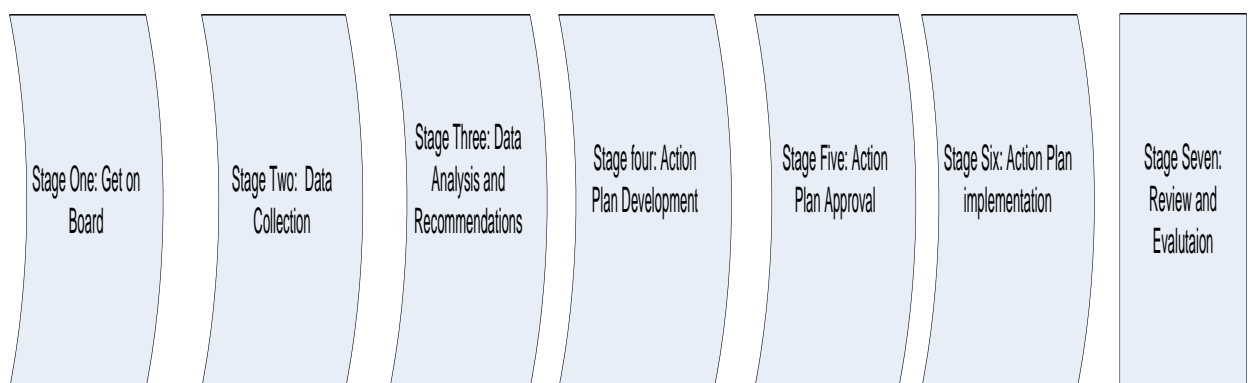 Stage One: Get on
Board
Stage Two: Data
Collection
Stage Three: Data
Analysis and
Recommendations
Stage four: Action
Plan Development
Stage Five: Action
Plan Approval
Stage Six: Action Plan
implementation
Stage Seven:
Review and
Evalutaion